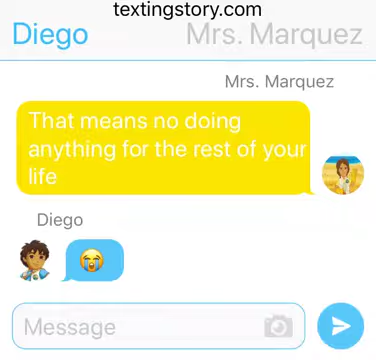 textingstory.com
Diego Mrs. Marquez
Mrs. Marquez
That means no doing
anything for the rest of your
life
Diego
😭
Message